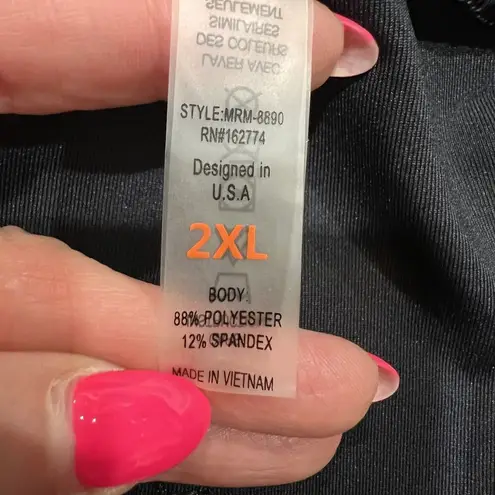 SEULEMENT
SIMILAIRES
DES COULEURS
LAVER AVEC
STYLE:MRM-8890
RN#162774
Designed in
U.S.A
2XL
BODY
88% POLYESTER
12% SPANDEX
MADE IN VIETNAM